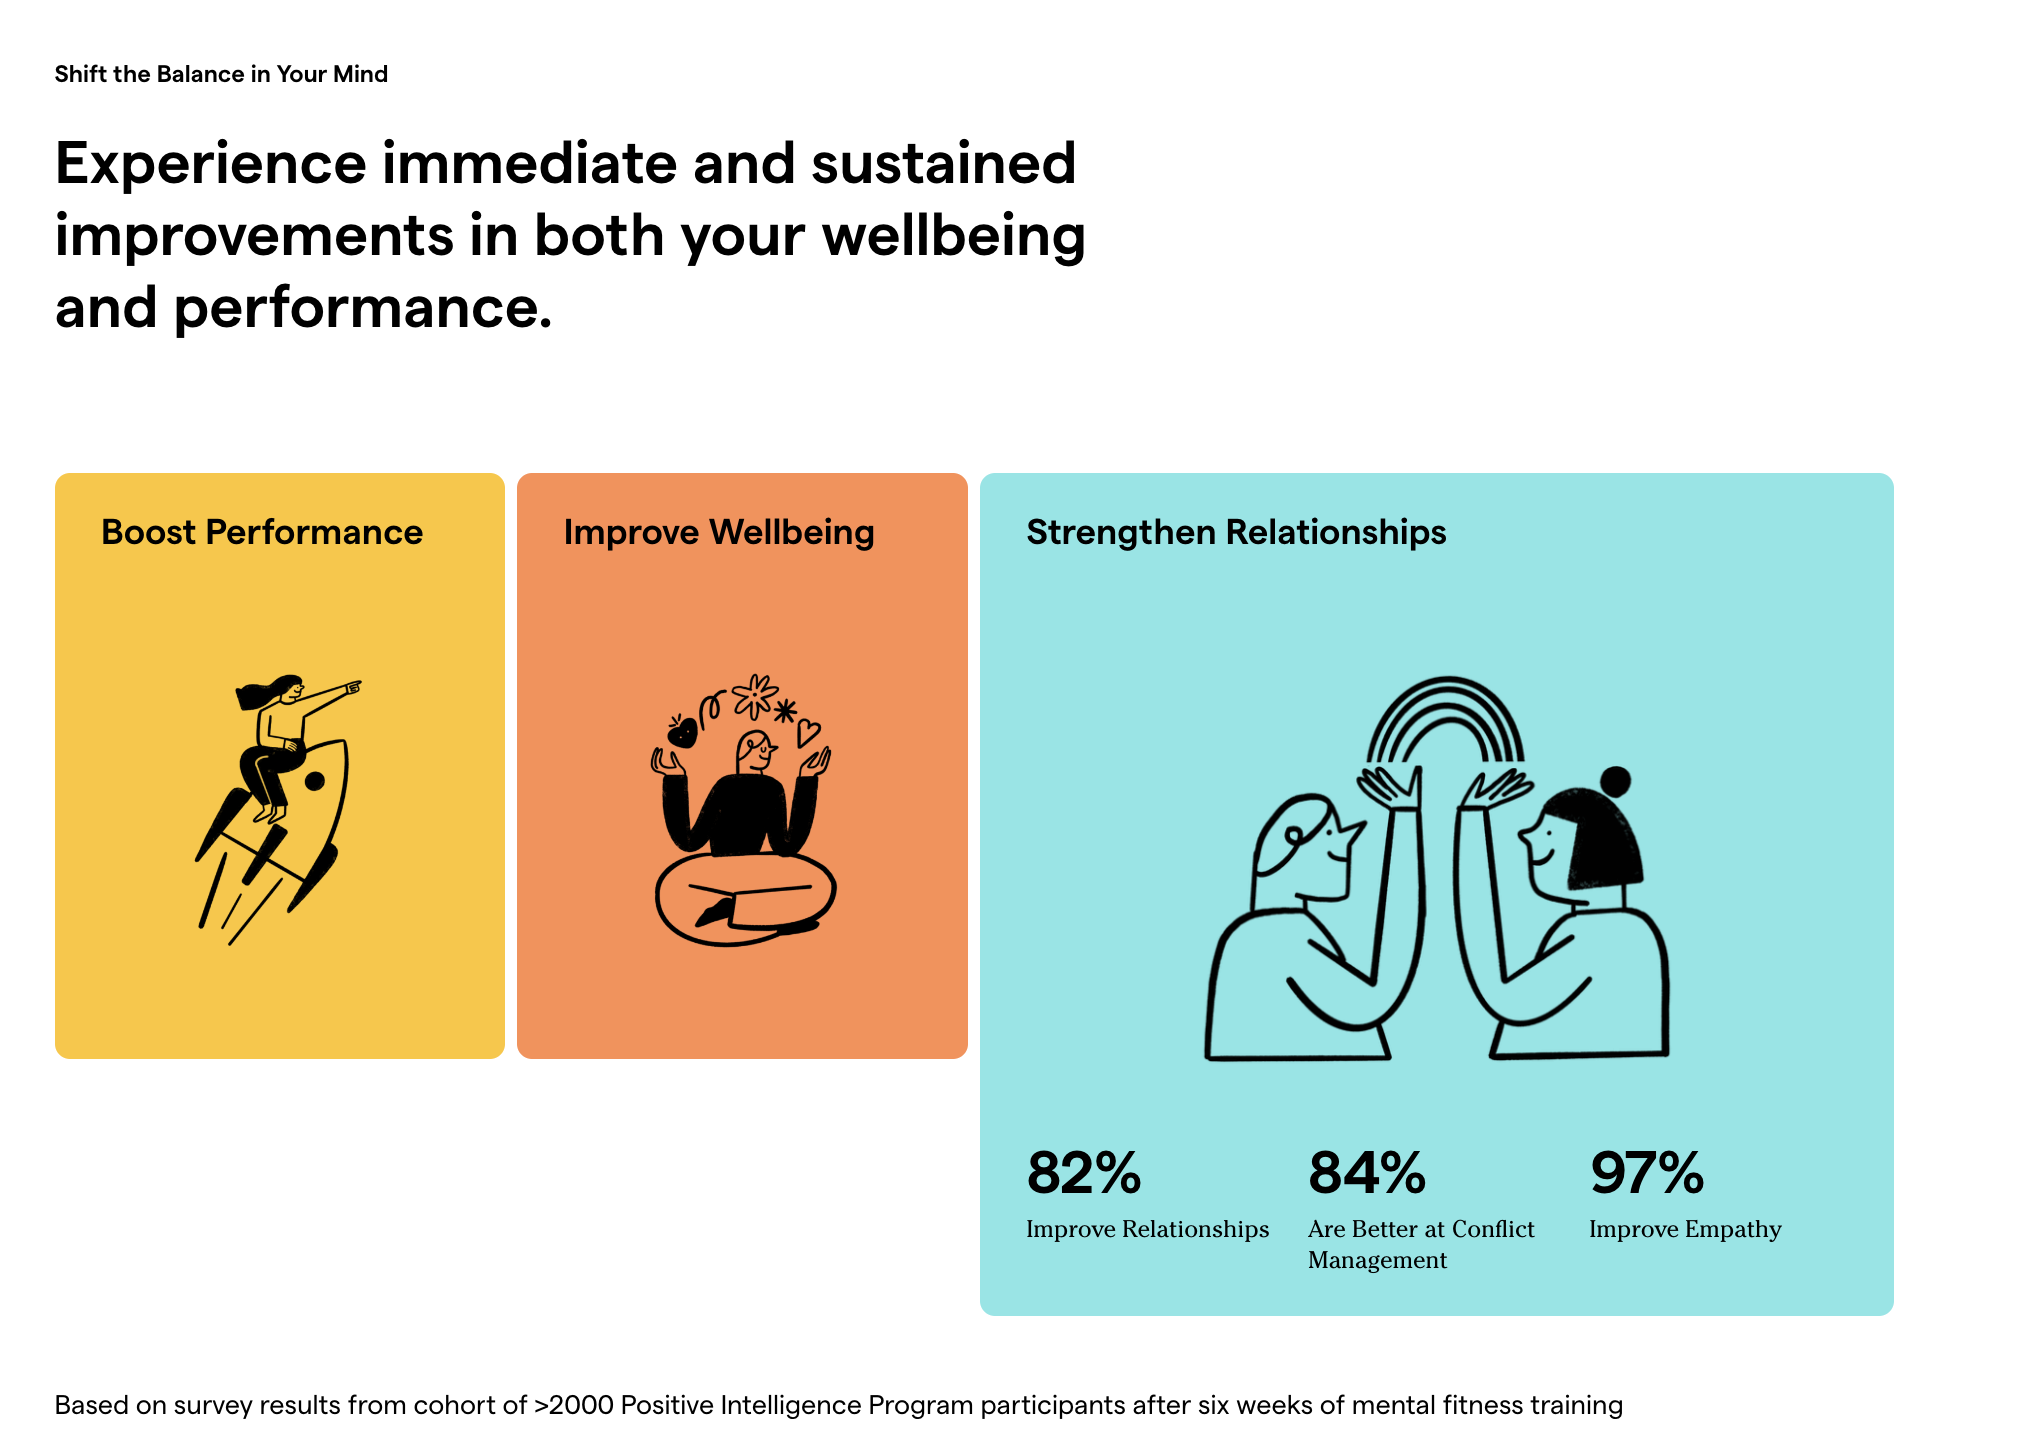 Shift the Balance in Your Mind
Experience immediate and sustained
improvements in both your wellbeing
and performance.
Boost Performance
Improve Wellbeing
Strengthen Relationships
82%
Improve Relationships
84%
Are Better at Conflict
Management
97%
Improve Empathy
Based on survey results from cohort of >2000 Positive Intelligence Program participants after six weeks of mental fitness training